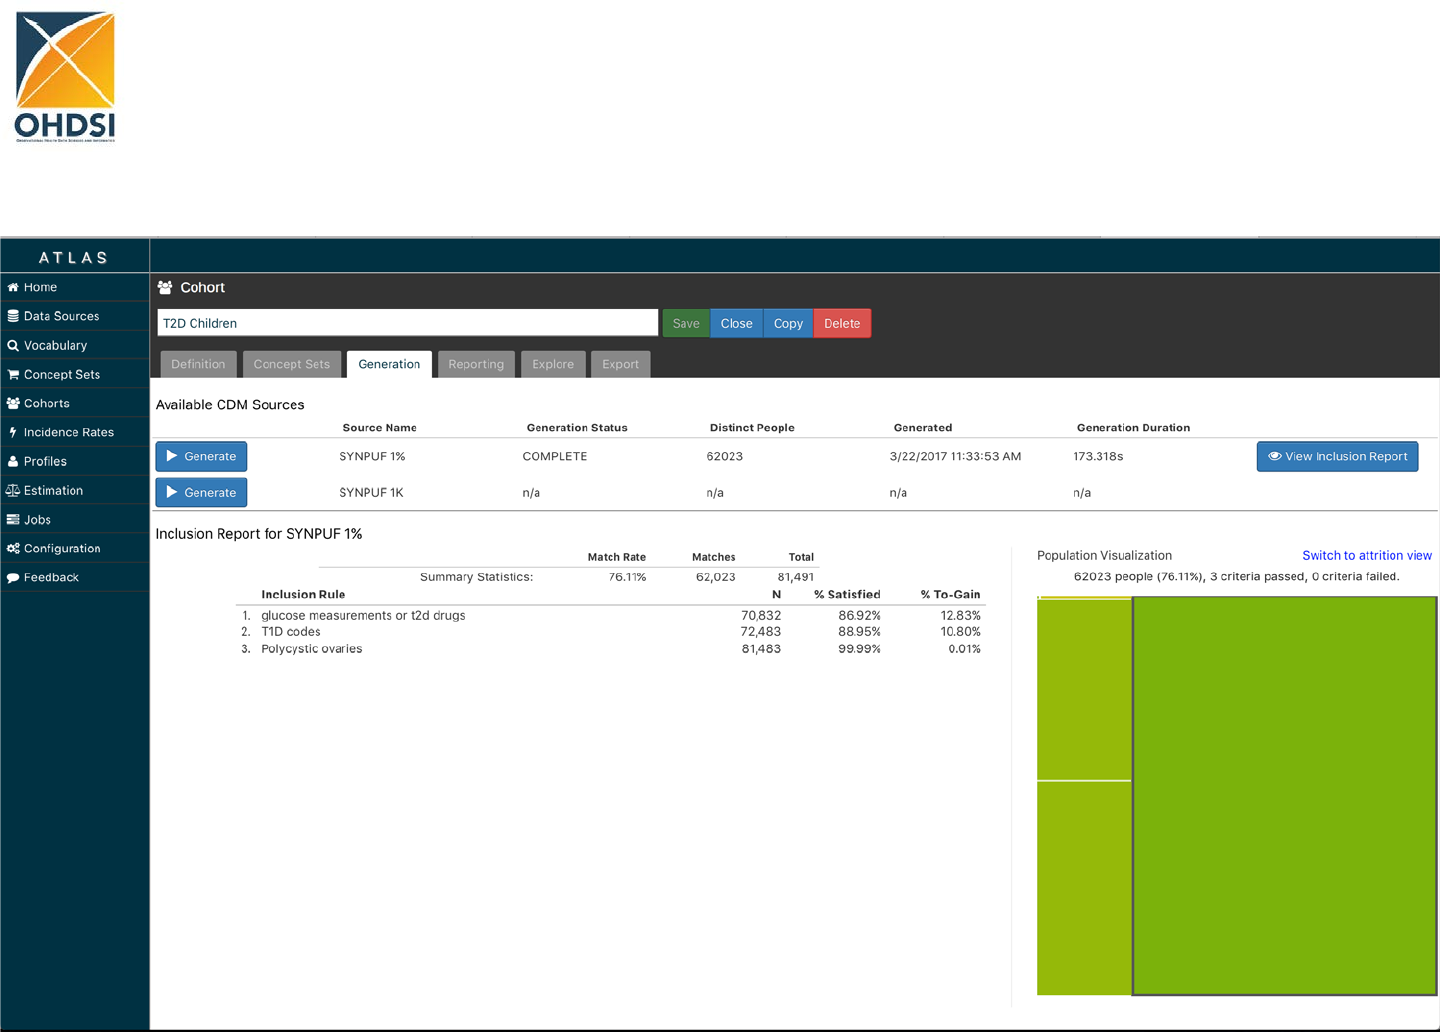 OHDSI
OBSERVATIONAL HEALTH DATA SCIENCES AND INFORMATICS
ATLAS
Home
Data Sources
Vocabulary
Concept Sets
Cohorts
Incidence Rates
Profiles
Estimation
Jobs
Configuration
Feedback
Cohort
T2D Children
Save Close Copy Delete
Definition Concept Sets Generation Reporting Explore Export
Available CDM Sources
Source Name Generation Status Distinct People Generated Generation Duration
Generate SYNPUF 1% COMPLETE 62023 3/22/2017 11:33:53 AM 173.318s View Inclusion Report
Generate SYNPUF 1K n/a n/a n/a n/a
Inclusion Report for SYNPUF 1%
Match Rate Matches Total
Summary Statistics: 76.11% 62,023 81,491
Inclusion Rule N % Satisfied % To-Gain
1. glucose measurements or t2d drugs 70,832 86.92% 12.83%
2. T1D codes 72,483 88.95% 10.80%
3. Polycystic ovaries 81,483 99.99% 0.01%
Population Visualization Switch to attrition view
62023 people (76.11%), 3 criteria passed, 0 criteria failed.